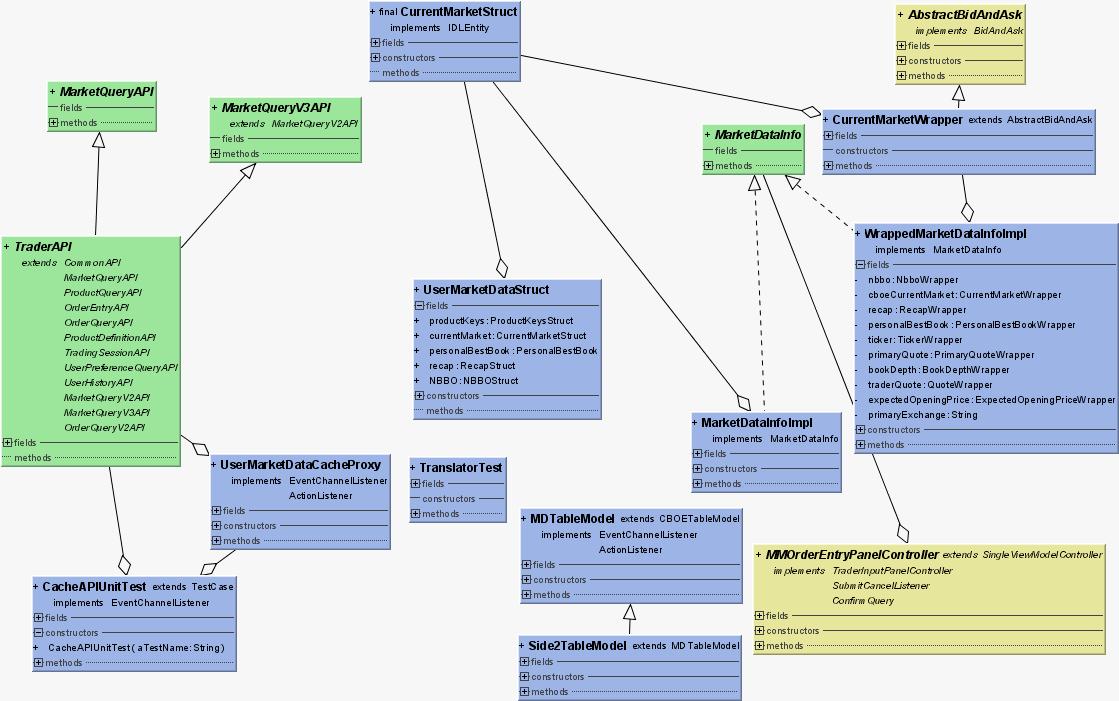 + final CurrentMarketStruct
implements IDLEntity
fields
constructors
methods
+ AbstractBidAndAsk
implements BidAndAsk
fields
constructors
methods
+ MarketQueryAPI
fields
methods
+ MarketQueryV3API
extends MarketQueryV2API
fields
methods
+ MarketDataInfo
fields
methods
+ CurrentMarketWrapper extends AbstractBidAndAsk
fields
constructors
methods
+ TraderAPI
extends CommonAPI
MarketQueryAPI
ProductQueryAPI
OrderEntryAPI
OrderQueryAPI
ProductDefinitionAPI
TradingSessionAPI
UserPreferenceQueryAPI
UserHistoryAPI
MarketQueryV2API
MarketQueryV3API
OrderQueryV2API
fields
methods
+ WrappedMarketDataInfoImpl
implements MarketDataInfo
fields
- nbbo : NbboWrapper
- cboeCurrentMarket : CurrentMarketWrapper
- recap : RecapWrapper
- personalBestBook : PersonalBestBookWrapper
- ticker : TickerWrapper
- primaryQuote : PrimaryQuoteWrapper
- bookDepth : BookDepthWrapper
- traderQuote : QuoteWrapper
- expectedOpeningPrice : ExpectedOpeningPriceWrapper
- primaryExchange : String
constructors
methods
+ UserMarketDataStruct
fields
+ productKeys : ProductKeysStruct
+ currentMarket : CurrentMarketStruct
+ personalBestBook : PersonalBestBook
+ recap : RecapStruct
+ NBBO : NBBOStruct
constructors
methods
+ MarketDataInfoImpl
implements MarketDataInfo
fields
constructors
methods
+ UserMarketDataCacheProxy
implements EventChannelListener
ActionListener
fields
constructors
methods
+ TranslatorTest
fields
constructors
methods
+ MDTableModel extends CBOETableModel
implements EventChannelListener
ActionListener
fields
constructors
methods
+ MMOrderEntryPanelController extends SingleViewModelController
implements TraderInputPanelController
SubmitCancelListener
ConfirmQuery
fields
constructors
methods
+ CacheAPIUnitTest extends TestCase
implements EventChannelListener
fields
constructors
+ CacheAPIUnitTest ( aTestName: String )
methods
+ Side2TableModel extends MDTableModel
fields
constructors
methods